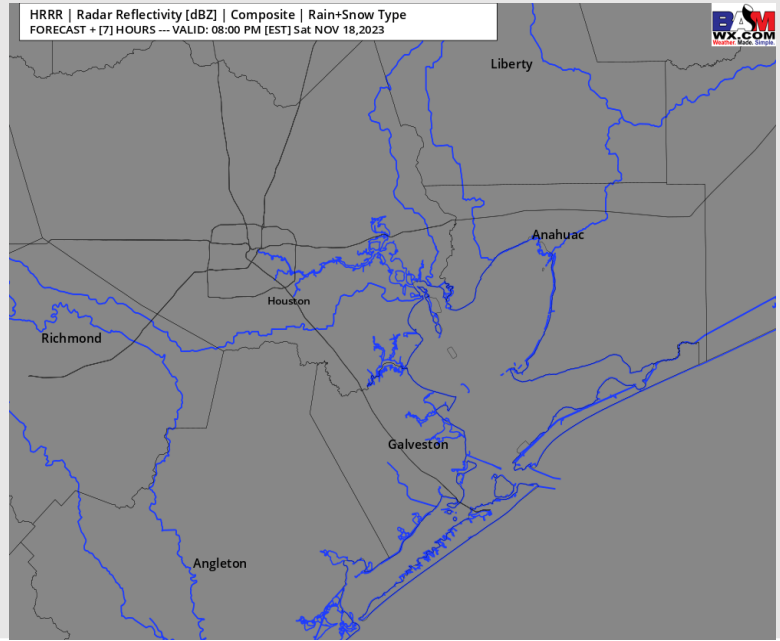 HRRR | Radar Reflectivity [dBZ] | Composite | Rain+Snow Type
FORECAST + [7] HOURS --- VALID: 08:00 PM [EST] Sat NOV 18,2023
BAM
WX.COM
Weather. Made. Simple.
Liberty
Anahuac
Houston
Richmond
Galveston
Angleton